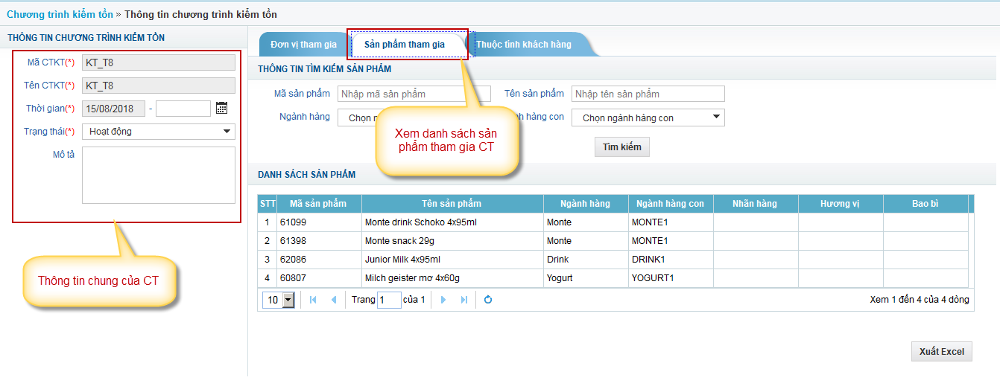 Chương trình kiểm tồn » Thông tin chương trình kiểm tồn
THÔNG TIN CHƯƠNG TRÌNH KIỂM TỒN
Mã CTKT(*) KT_T8
Tên CTKT(*) KT_T8
Thời gian(*) 15/08/2018 -
Trạng thái(*) Hoạt động
Mô tả
Thông tin chung của CT
Đơn vị tham gia Sản phẩm tham gia Thuộc tính khách hàng
THÔNG TIN TÌM KIẾM SẢN PHẨM
Mã sản phẩm Nhập mã sản phẩm Tên sản phẩm Nhập tên sản phẩm
Ngành hàng Chọn hàng con Chọn ngành hàng con
Xem danh sách sản
phẩm tham gia CT
Tìm kiếm
DANH SÁCH SẢN PHẨM
STT Mã sản phẩm Tên sản phẩm Ngành hàng Ngành hàng con Nhãn hàng Hương vị Bao bì
1 61099 Monte drink Schoko 4x95ml Monte MONTE1
2 61398 Monte snack 29g Monte MONTE1
3 62086 Junior Milk 4x95ml Drink DRINK1
4 60807 Milch geister mơ 4x60g Yogurt YOGURT1
10 Trang 1 của 1 Xem 1 đến 4 của 4 dòng
Xuất Excel